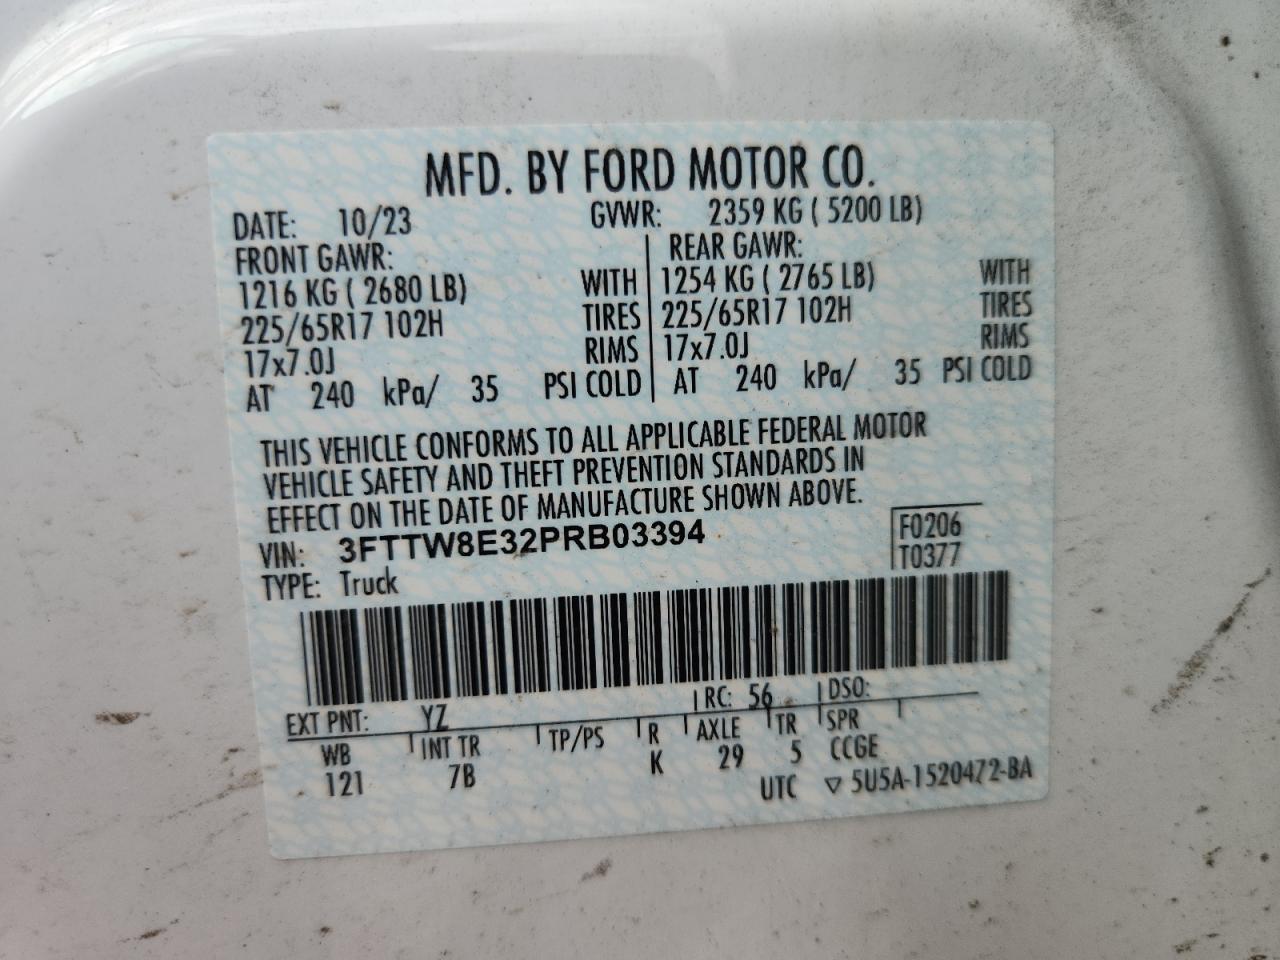 MFD. BY FORD MOTOR CO.
DATE: 10/23 GVWR: 2359 KG ( 5200 LB)
FRONT GAWR: REAR GAWR:
1216 KG ( 2680 LB) WITH 1254 KG ( 2765 LB) WITH
225/65R17 102H TIRES 225/65R17 102H TIRES
17x7.0J RIMS 17x7.0J RIMS
AT 240 kPa/ 35 PSI COLD AT 240 kPa/ 35 PSI COLD
THIS VEHICLE CONFORMS TO ALL APPLICABLE FEDERAL MOTOR
VEHICLE SAFETY AND THEFT PREVENTION STANDARDS IN
EFFECT ON THE DATE OF MANUFACTURE SHOWN ABOVE.
VIN: 3FTTW8E32PRB03394 F0206
TYPE: Truck T0377
EXT PNT: YZ RC: 56 DSO:
WB INT TR TP/PS R AXLE TR SPR
121 7B K 29 5 CCGE
UTC ▽ 5U5A-1520472-BA